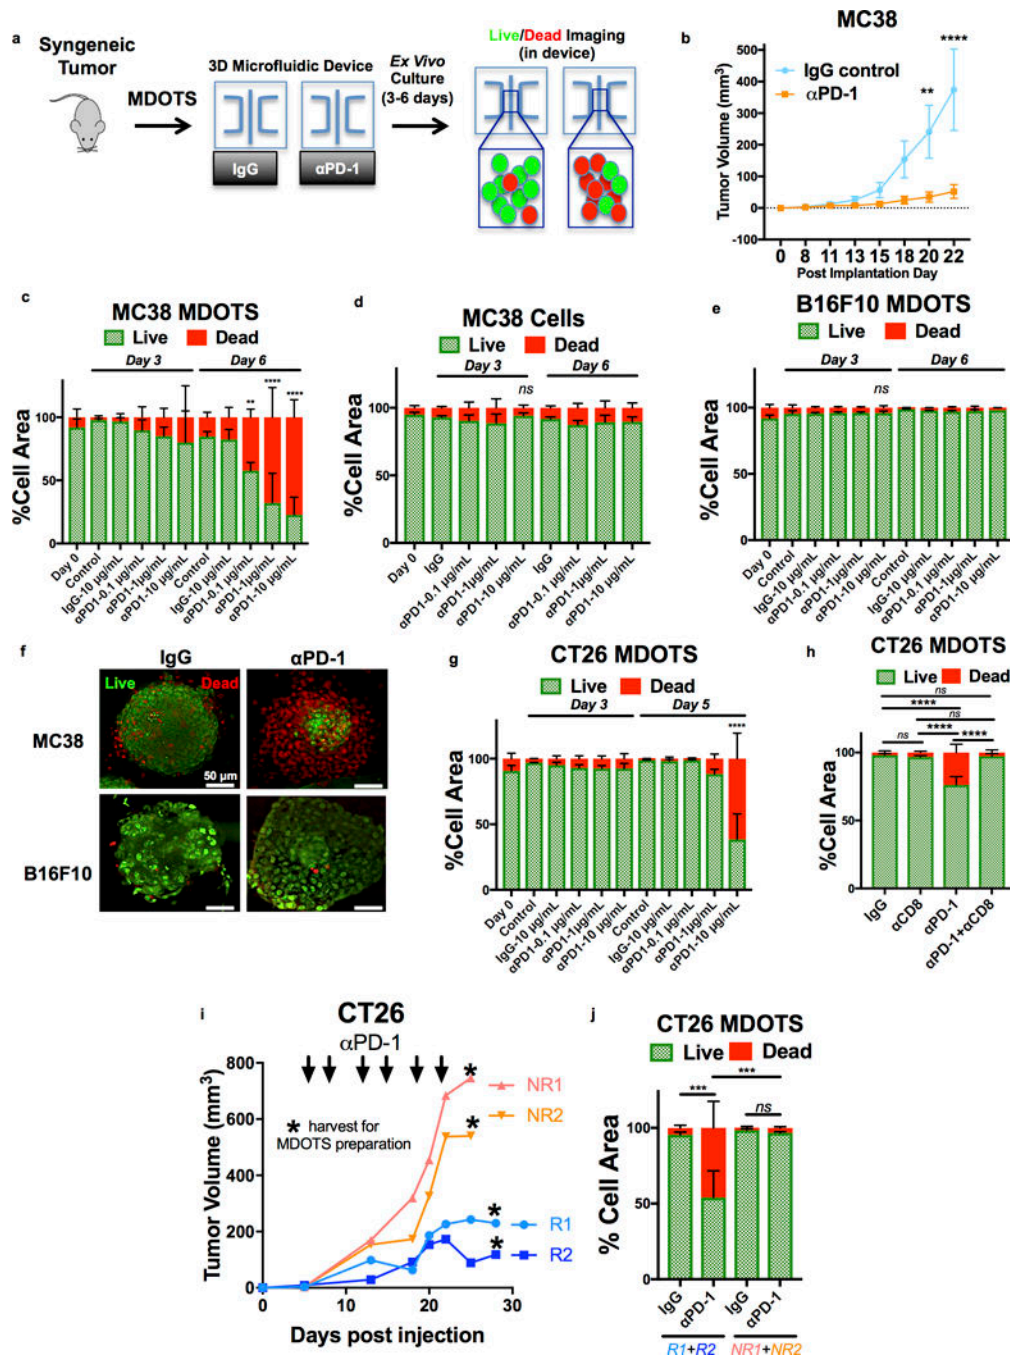 a
Syngeneic
Tumor
MDOTS
3D Microfluidic Device
IgG
αPD-1
Ex Vivo
Culture
(3-6 days)
Live/Dead Imaging
(in device)
b
MC38
Tumor Volume (mm³)
500
400
300
200
100
0
-100
IgG control
αPD-1
**
****
0 8 11 13 15 18 20 22
Post Implantation Day
c
MC38 MDOTS
Live Dead
Day 3 Day 6
%Cell Area
100
50
0
** **** ****
Day 0
Control
IgG-10 µg/mL
αPD1-0.1 µg/mL
αPD1-1µg/mL
αPD1-10 µg/mL
Control
IgG-10 µg/mL
αPD1-0.1 µg/mL
αPD1-1µg/mL
αPD1-10 µg/mL
d
MC38 Cells
Live Dead
Day 3 Day 6
ns
%Cell Area
100
50
0
Day 0
IgG
αPD1-0.1 µg/mL
αPD1-1µg/mL
αPD1-10 µg/mL
IgG
αPD1-0.1 µg/mL
αPD1-1µg/mL
αPD1-10 µg/mL
e
B16F10 MDOTS
Live Dead
Day 3 Day 6
ns
%Cell Area
100
50
0
Day 0
Control
IgG-10 µg/mL
αPD1-0.1 µg/mL
αPD1-1µg/mL
αPD1-10 µg/mL
Control
IgG-10 µg/mL
αPD1-0.1 µg/mL
αPD1-1µg/mL
αPD1-10 µg/mL
f
IgG αPD-1
Live Dead
MC38
50 µm
B16F10
g
CT26 MDOTS
Live Dead
Day 3 Day 5
****
%Cell Area
100
50
0
Day 0
Control
IgG-10 µg/mL
αPD1-0.1 µg/mL
αPD1-1µg/mL
αPD1-10 µg/mL
Control
IgG-10 µg/mL
αPD1-0.1 µg/mL
αPD1-1µg/mL
αPD1-10 µg/mL
h
CT26 MDOTS
Live Dead
ns
****
ns
ns **** ****
%Cell Area
100
50
0
IgG
αCD8
αPD-1
αPD-1+αCD8
i
CT26
αPD-1
Tumor Volume (mm³)
800
600
400
200
0
* harvest for
MDOTS preparation
* NR1
* NR2
* R1
* R2
0 10 20 30
Days post injection
j
CT26 MDOTS
Live Dead
***
*** ns
% Cell Area
100
50
0
IgG
αPD-1
IgG
αPD-1
R1+R2 NR1+NR2